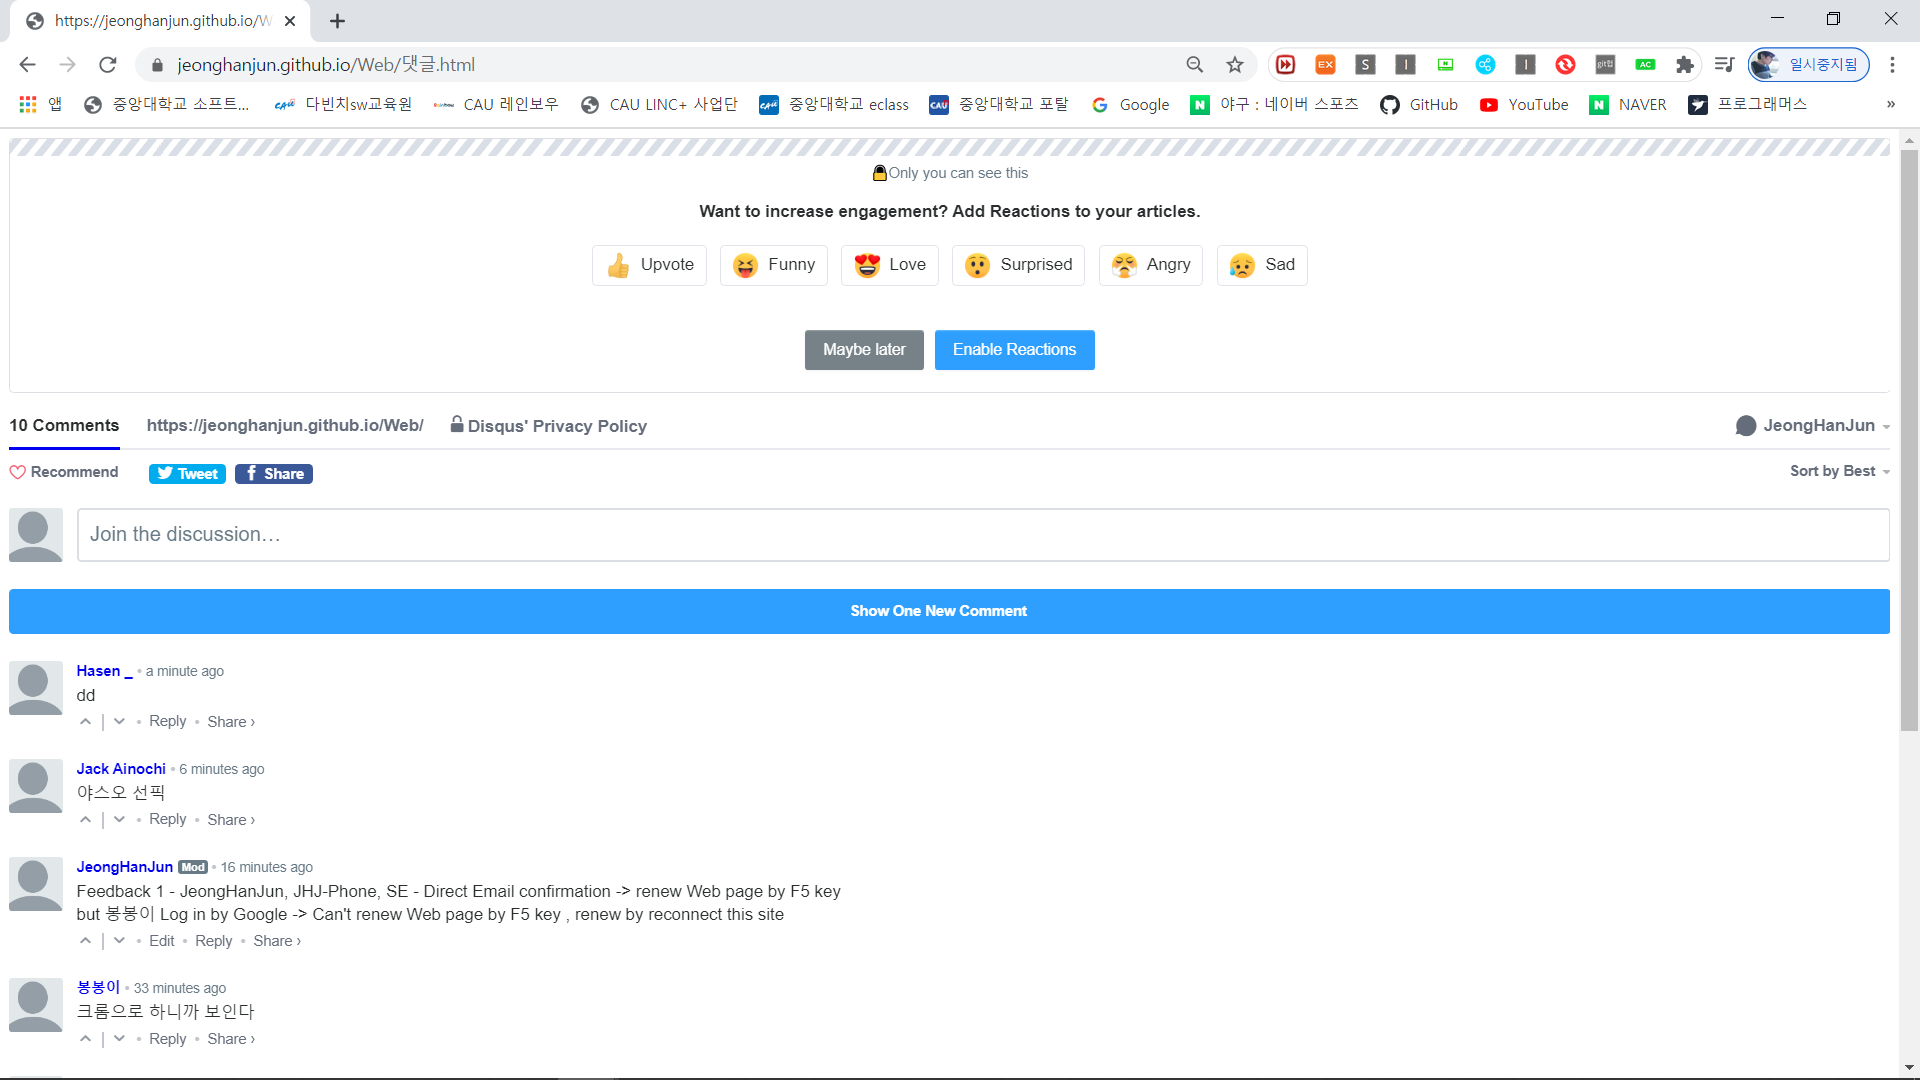 https://jeonghanjun.github.io/W
jeonghanjun.github.io/Web/댓글.html
EX
S
I
I
git헙
AC
일시중지됨
앱
중앙대학교 소프트...
다빈치sw교육원
CAU 레인보우
CAU LINC+ 사업단
중앙대학교 eclass
중앙대학교 포탈
Google
야구 : 네이버 스포츠
GitHub
YouTube
NAVER
프로그래머스
»
Only you can see this
Want to increase engagement? Add Reactions to your articles.
Upvote
Funny
Love
Surprised
Angry
Sad
Maybe later
Enable Reactions
10 Comments
https://jeonghanjun.github.io/Web/
Disqus' Privacy Policy
JeongHanJun
Recommend
Tweet
Share
Sort by Best
Join the discussion…
Show One New Comment
Hasen _ • a minute ago
dd
Reply • Share ›
Jack Ainochi • 6 minutes ago
야스오 선픽
Reply • Share ›
JeongHanJun Mod • 16 minutes ago
Feedback 1 - JeongHanJun, JHJ-Phone, SE - Direct Email confirmation -> renew Web page by F5 key
but 봉봉이 Log in by Google -> Can't renew Web page by F5 key , renew by reconnect this site
Edit • Reply • Share ›
봉봉이 • 33 minutes ago
크롬으로 하니까 보인다
Reply • Share ›